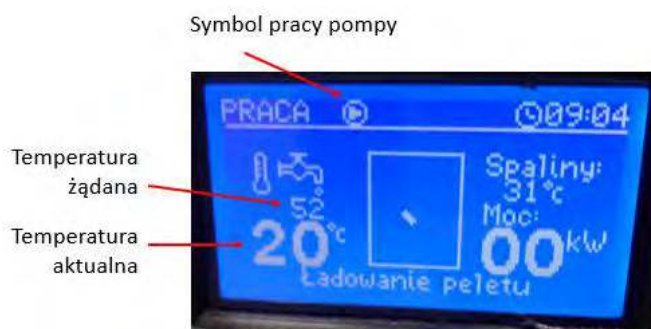 Symbol pracy pompy
PRACA 09:04
Temperatura
żądana
Temperatura
aktualna
52°
20°c
Spaliny:
31°c
Moc:
00kW
Ładowanie peletu